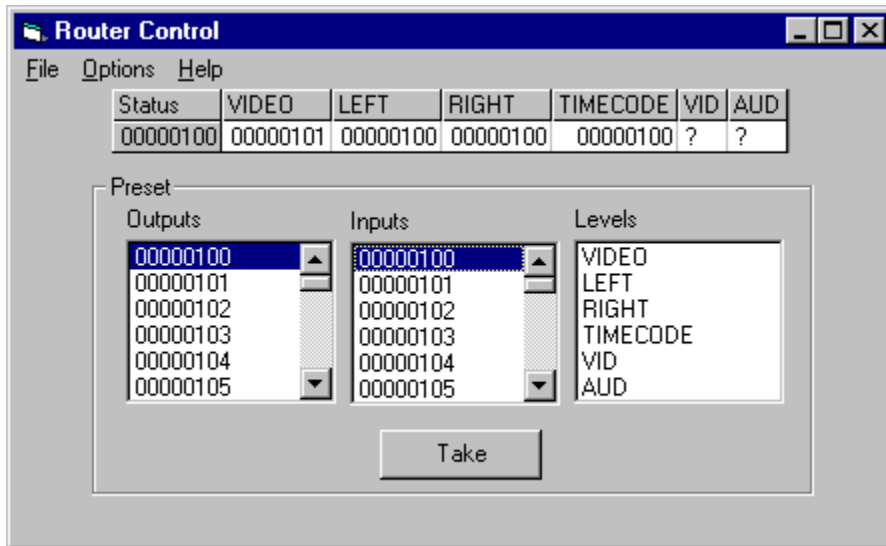 Router Control
File Options Help
Status VIDEO LEFT RIGHT TIMECODE VID AUD
00000100 00000101 00000100 00000100 00000100 ? ?
Preset
Outputs Inputs Levels
00000100 00000100 VIDEO
00000101 00000101 LEFT
00000102 00000102 RIGHT
00000103 00000103 TIMECODE
00000104 00000104 VID
00000105 00000105 AUD
Take